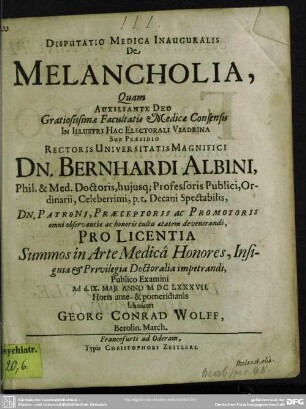 DISPUTATIO MEDICA INAUGURALIS
De
MELANCHOLIA,
Quam
AUXILIANTE DEO
Gratiosissimæ Facultatis Medicæ Consensu
IN ILLUSTRI HAC ELECTORALI VIADRINA
SUB PRÆSIDIO
RECTORIS UNIVERSITATIS MAGNIFICI
DN. BERNHARDI ALBINI,
Phil. & Med. Doctoris, hujusq; Professoris Publici, Or-
dinarii, Celeberrimi, p. t. Decani Spectabilis,
DN. PATRONI, PRÆCEPTORIS ac PROMOTORIS
omni observantiæ ac honoris cultu ætatem devenerandi,
PRO LICENTIA
Summos in Arte Medicâ Honores, Insi-
gnia & Privilegia Doctoralia impetrandi,
Publico Examini
Ad d. IX. MAJI ANNO M DC LXXXVII.
Horis ante- & pomeridianis
GEORG CONRAD WOLFF,
Berolin. March.
Francofurti ad Oderam,
Typis CHRISTOPHORI ZEITLERI.
Psychiatr.
20,6.
Melancholia.